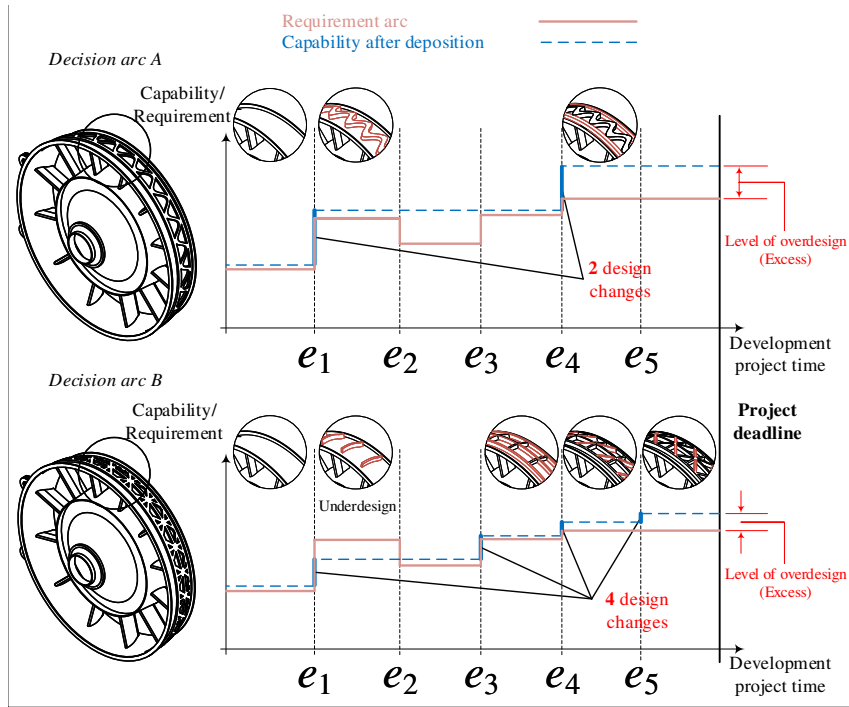 Requirement arc
Capability after deposition
Decision arc A
Capability/
Requirement
2 design
changes
Level of overdesign
(Excess)
e1 e2 e3 e4 e5
Development
project time
Decision arc B
Capability/
Requirement
Project
deadline
Underdesign
4 design
changes
Level of overdesign
(Excess)
e1 e2 e3 e4 e5
Development
project time